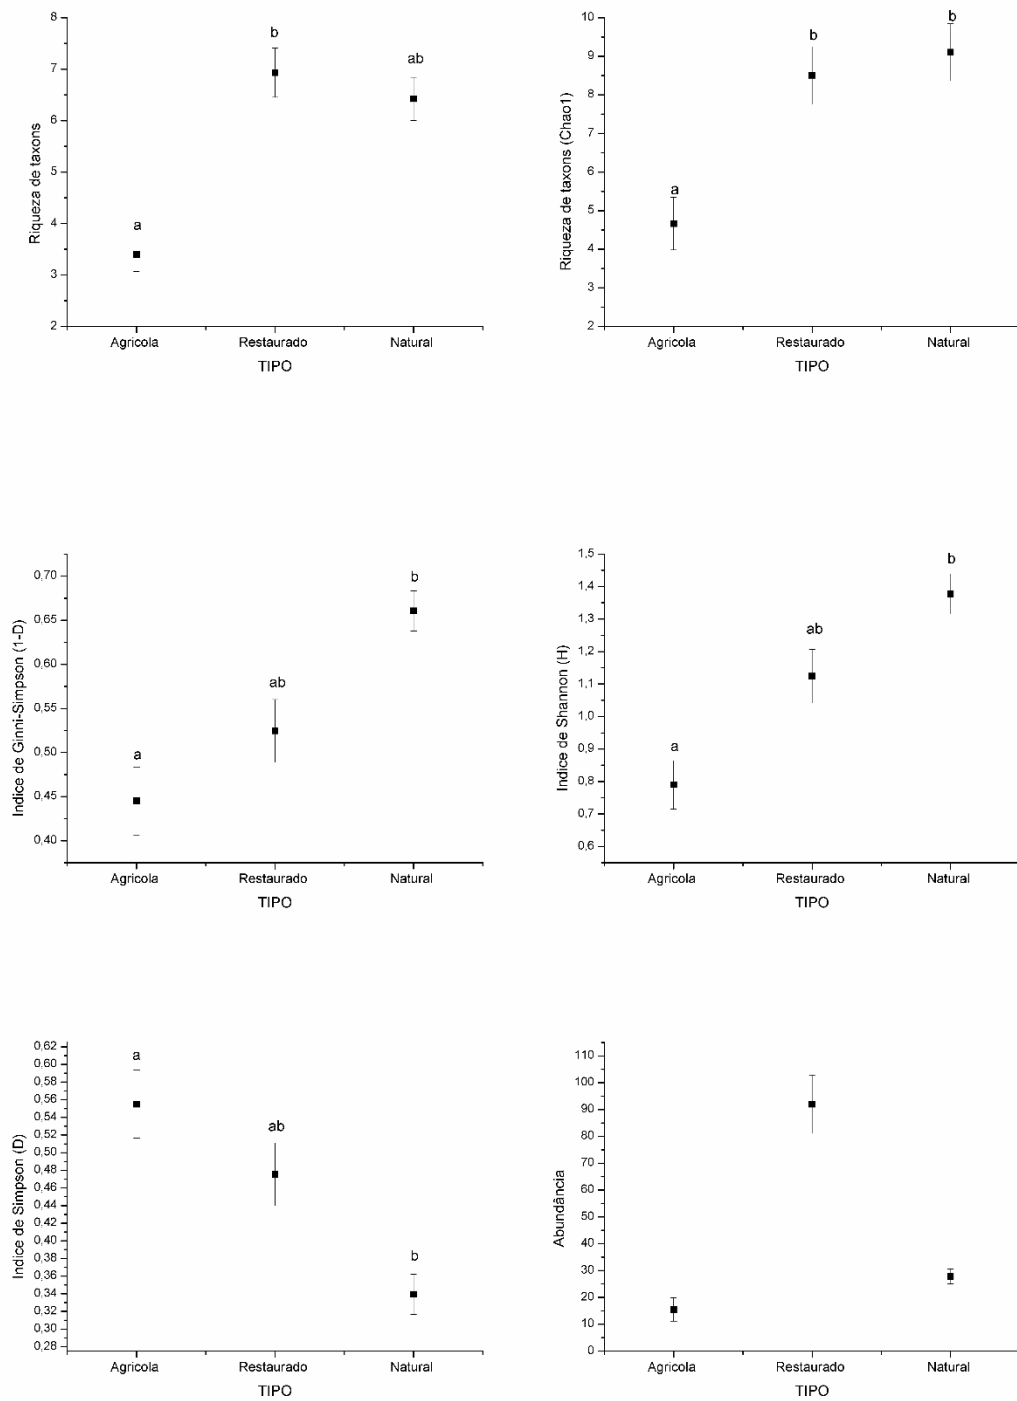 8
7
6
5
4
3
2
Riqueza de taxons
a
b
ab
Agricola
Restaurado
Natural
TIPO
10
9
8
7
6
5
4
3
2
Riqueza de taxons (Chao1)
a
b
b
Agricola
Restaurado
Natural
TIPO
0,70
0,65
0,60
0,55
0,50
0,45
0,40
Indice de Ginni-Simpson (1-D)
a
ab
b
Agricola
Restaurado
Natural
TIPO
1,5
1,4
1,3
1,2
1,1
1,0
0,9
0,8
0,7
0,6
Indice de Shannon (H)
a
ab
b
Agricola
Restaurado
Natural
TIPO
0,62
0,60
0,58
0,56
0,54
0,52
0,50
0,48
0,46
0,44
0,42
0,40
0,38
0,36
0,34
0,32
0,30
0,28
Indice de Simpson (D)
a
ab
b
Agricola
Restaurado
Natural
TIPO
110
100
90
80
70
60
50
40
30
20
10
0
Abundância
Agricola
Restaurado
Natural
TIPO